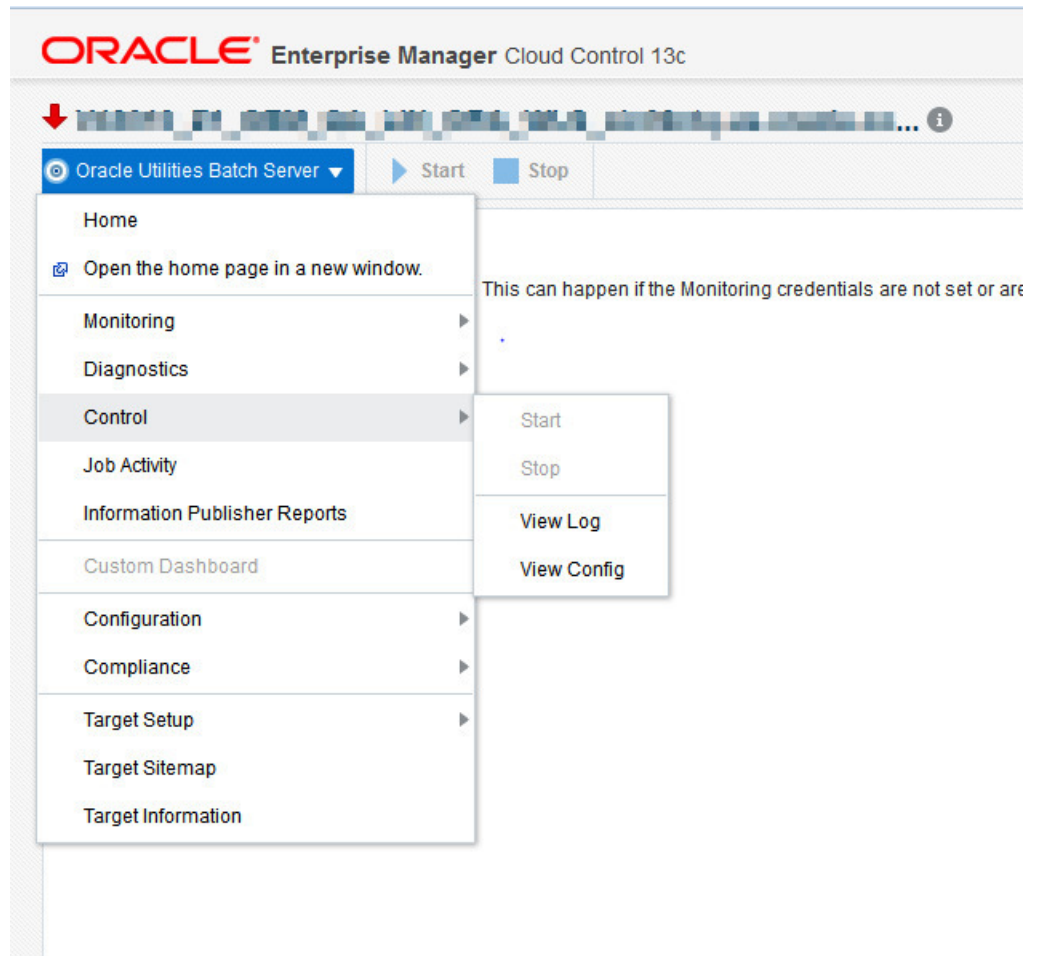 ORACLE Enterprise Manager Cloud Control 13c
...
Oracle Utilities Batch Server Start Stop
Home
Open the home page in a new window.
This can happen if the Monitoring credentials are not set or are
Monitoring
Diagnostics
Control
Start
Job Activity
Stop
Information Publisher Reports
View Log
Custom Dashboard
View Config
Configuration
Compliance
Target Setup
Target Sitemap
Target Information